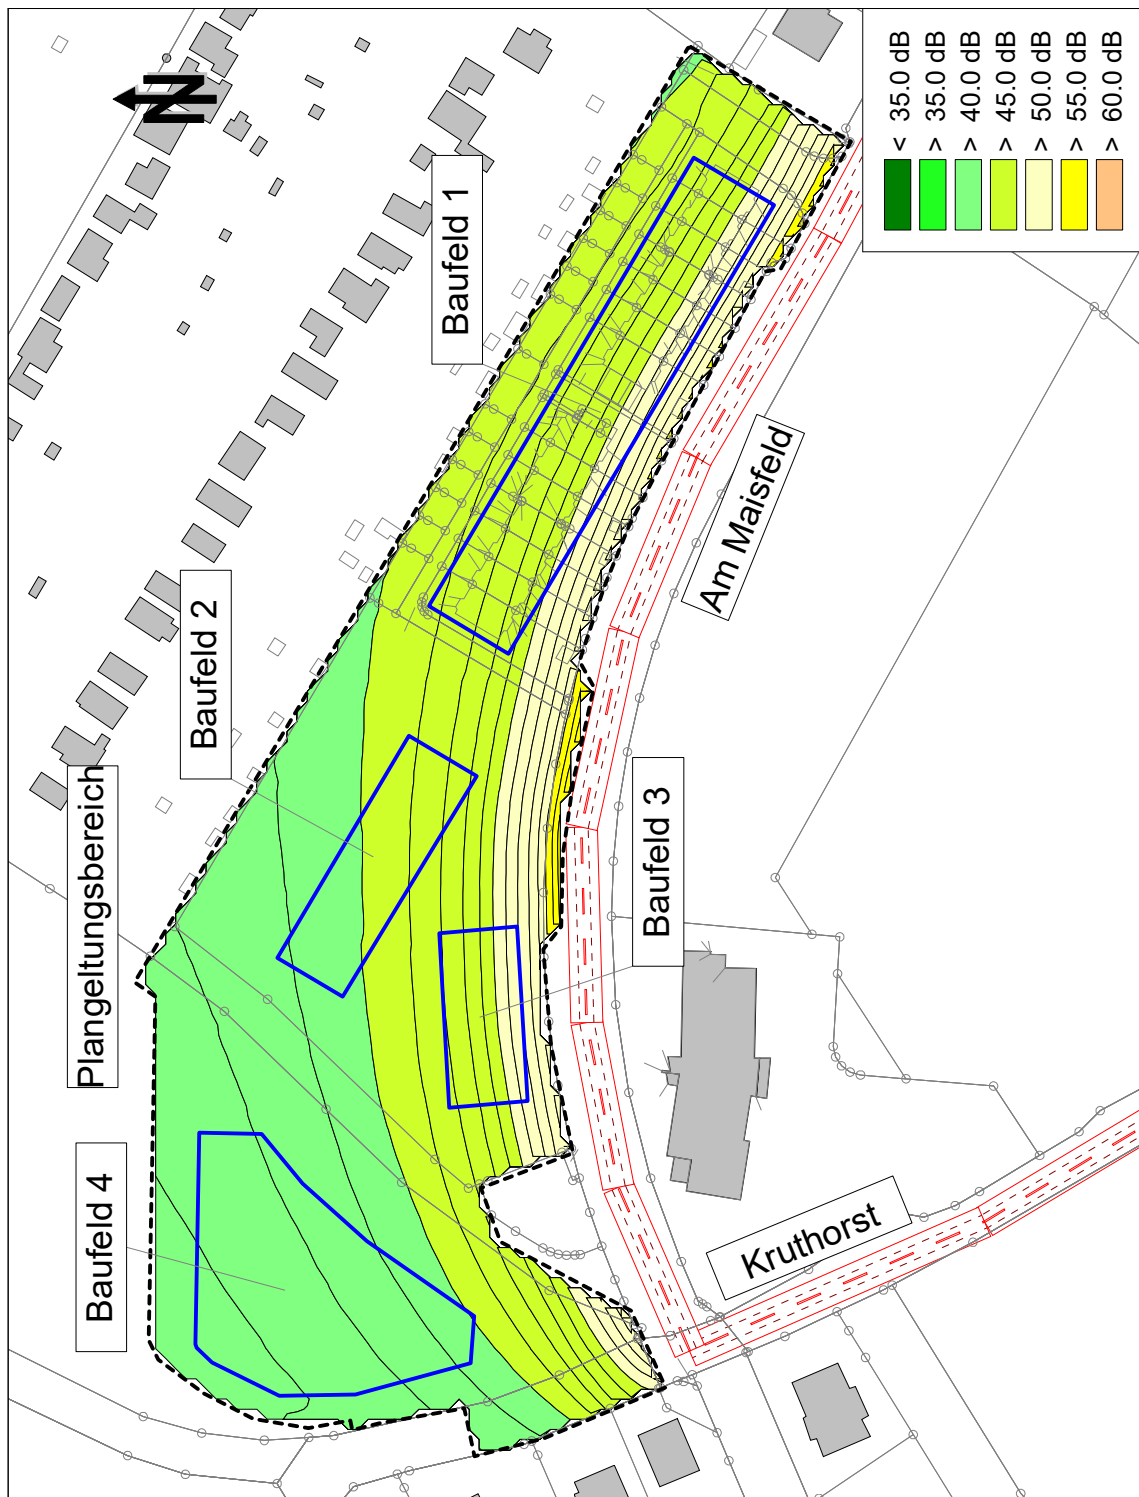 N
Baufeld 1
Baufeld 2
Plangeltungsbereich
Baufeld 4
Baufeld 3
Am Maisfeld
Kruthorst
< 35.0 dB
> 35.0 dB
> 40.0 dB
> 45.0 dB
> 50.0 dB
> 55.0 dB
> 60.0 dB